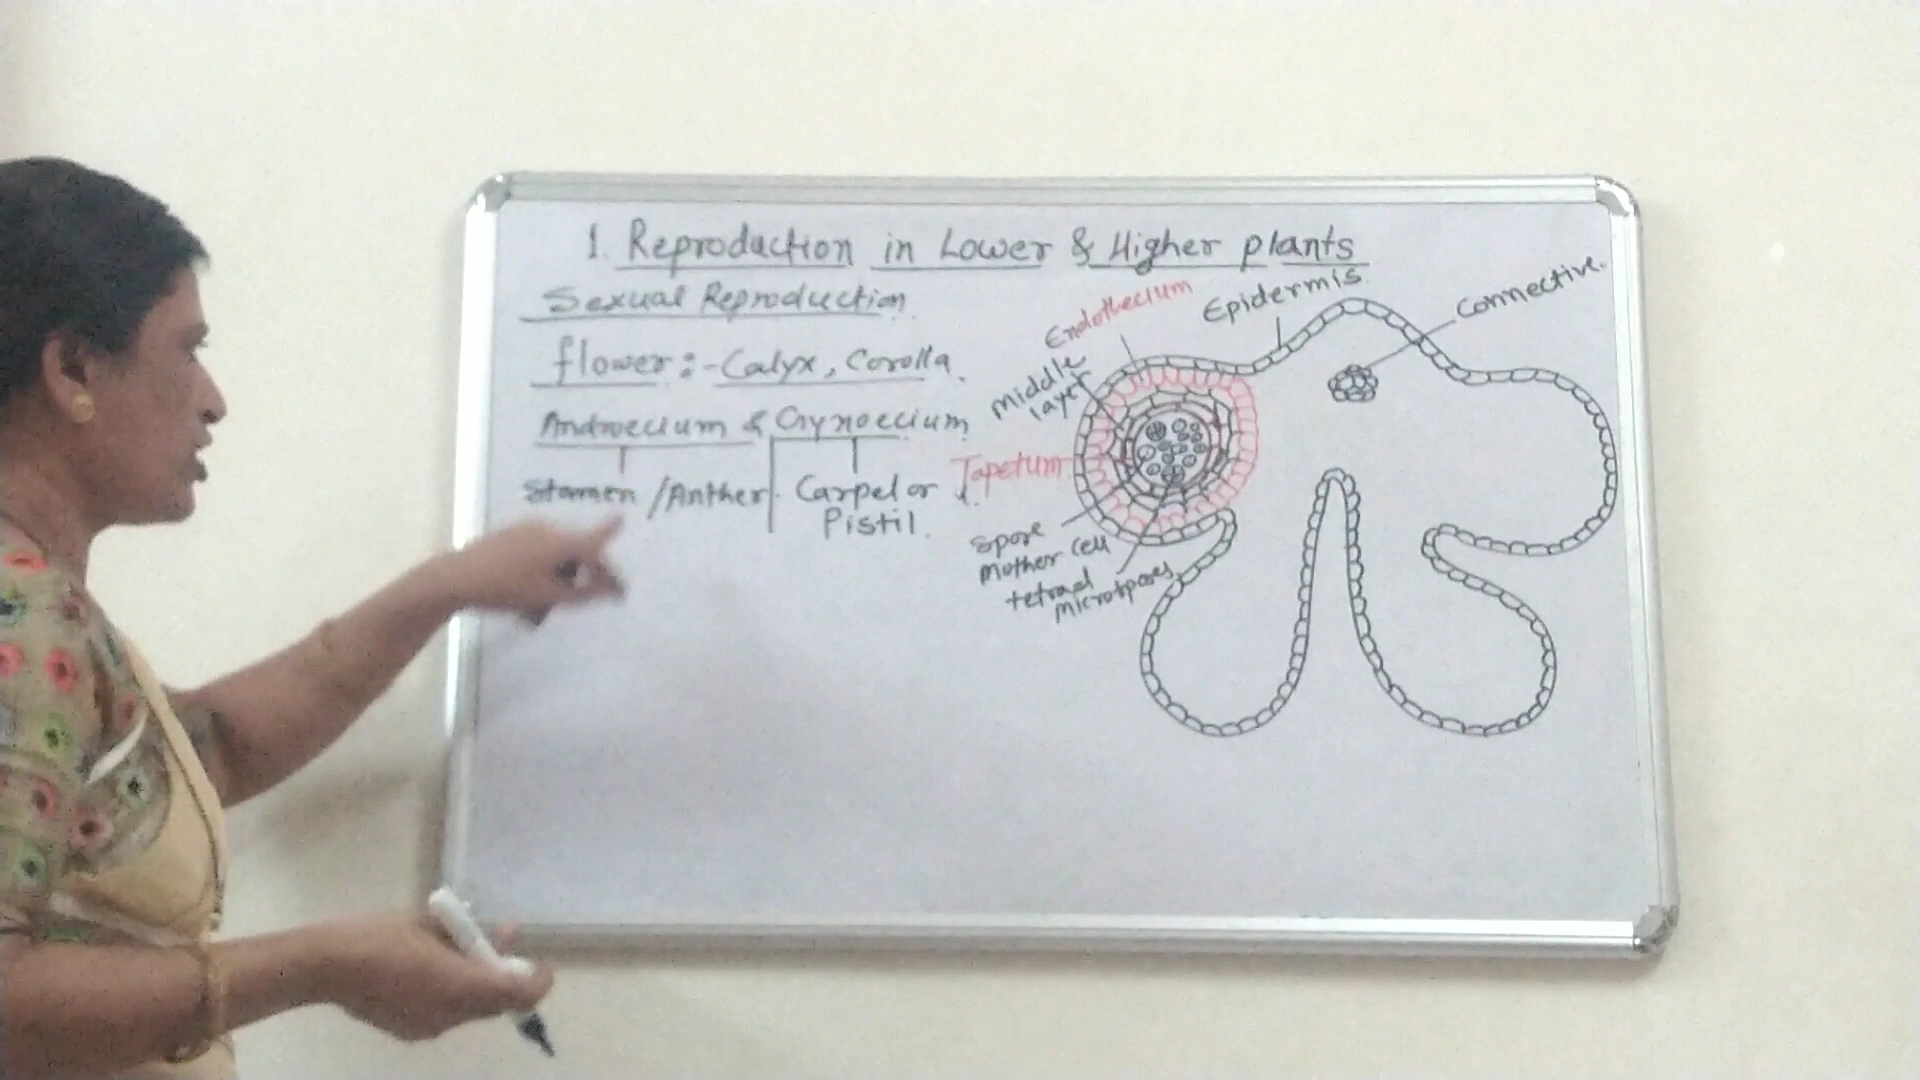 1. Reproduction in Lower & Higher plants
Sexual Reproduction
flower:- Calyx, Corolla
Androecium & Gynoecium
Stamen / Anther
Carpel or
Pistil.
Endothecium
Epidermis
Connective.
Middle
layer
Tapetum
Spore
Mother Cell
tetrad
microspores